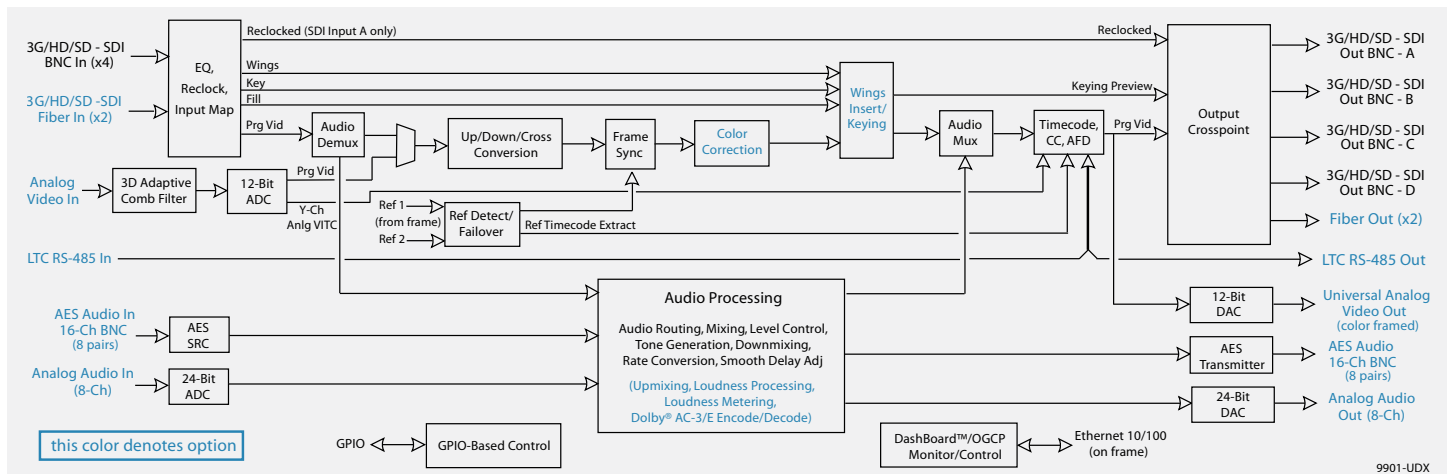 3G/HD/SD - SDI
BNC In (x4)
3G/HD/SD -SDI
Fiber In (x2)
EQ,
Reclock,
Input Map
Reclocked (SDI Input A only)
Reclocked
Wings
Key
Fill
Prg Vid
Audio
Demux
Up/Down/Cross
Conversion
Frame
Sync
Color
Correction
Wings
Insert/
Keying
Keying Preview
Audio
Mux
Timecode,
CC, AFD
Prg Vid
Output
Crosspoint
3G/HD/SD - SDI
Out BNC - A
3G/HD/SD - SDI
Out BNC - B
3G/HD/SD - SDI
Out BNC - C
3G/HD/SD - SDI
Out BNC - D
Fiber Out (x2)
Analog
Video In
3D Adaptive
Comb Filter
12-Bit
ADC
Prg Vid
Y-Ch
Anlg VITC
Ref 1
(from frame)
Ref 2
Ref Detect/
Failover
Ref Timecode Extract
LTC RS-485 In
LTC RS-485 Out
Audio Processing
Audio Routing, Mixing, Level Control,
Tone Generation, Downmixing,
Rate Conversion, Smooth Delay Adj
(Upmixing, Loudness Processing,
Loudness Metering,
Dolby® AC-3/E Encode/Decode)
12-Bit
DAC
Universal Analog
Video Out
(color framed)
AES Audio In
16-Ch BNC
(8 pairs)
AES
SRC
AES
Transmitter
AES Audio
16-Ch BNC
(8 pairs)
Analog Audio In
(8-Ch)
24-Bit
ADC
24-Bit
DAC
Analog Audio
Out (8-Ch)
this color denotes option
GPIO
GPIO-Based Control
DashBoard™/OGCP
Monitor/Control
Ethernet 10/100
(on frame)
9901-UDX